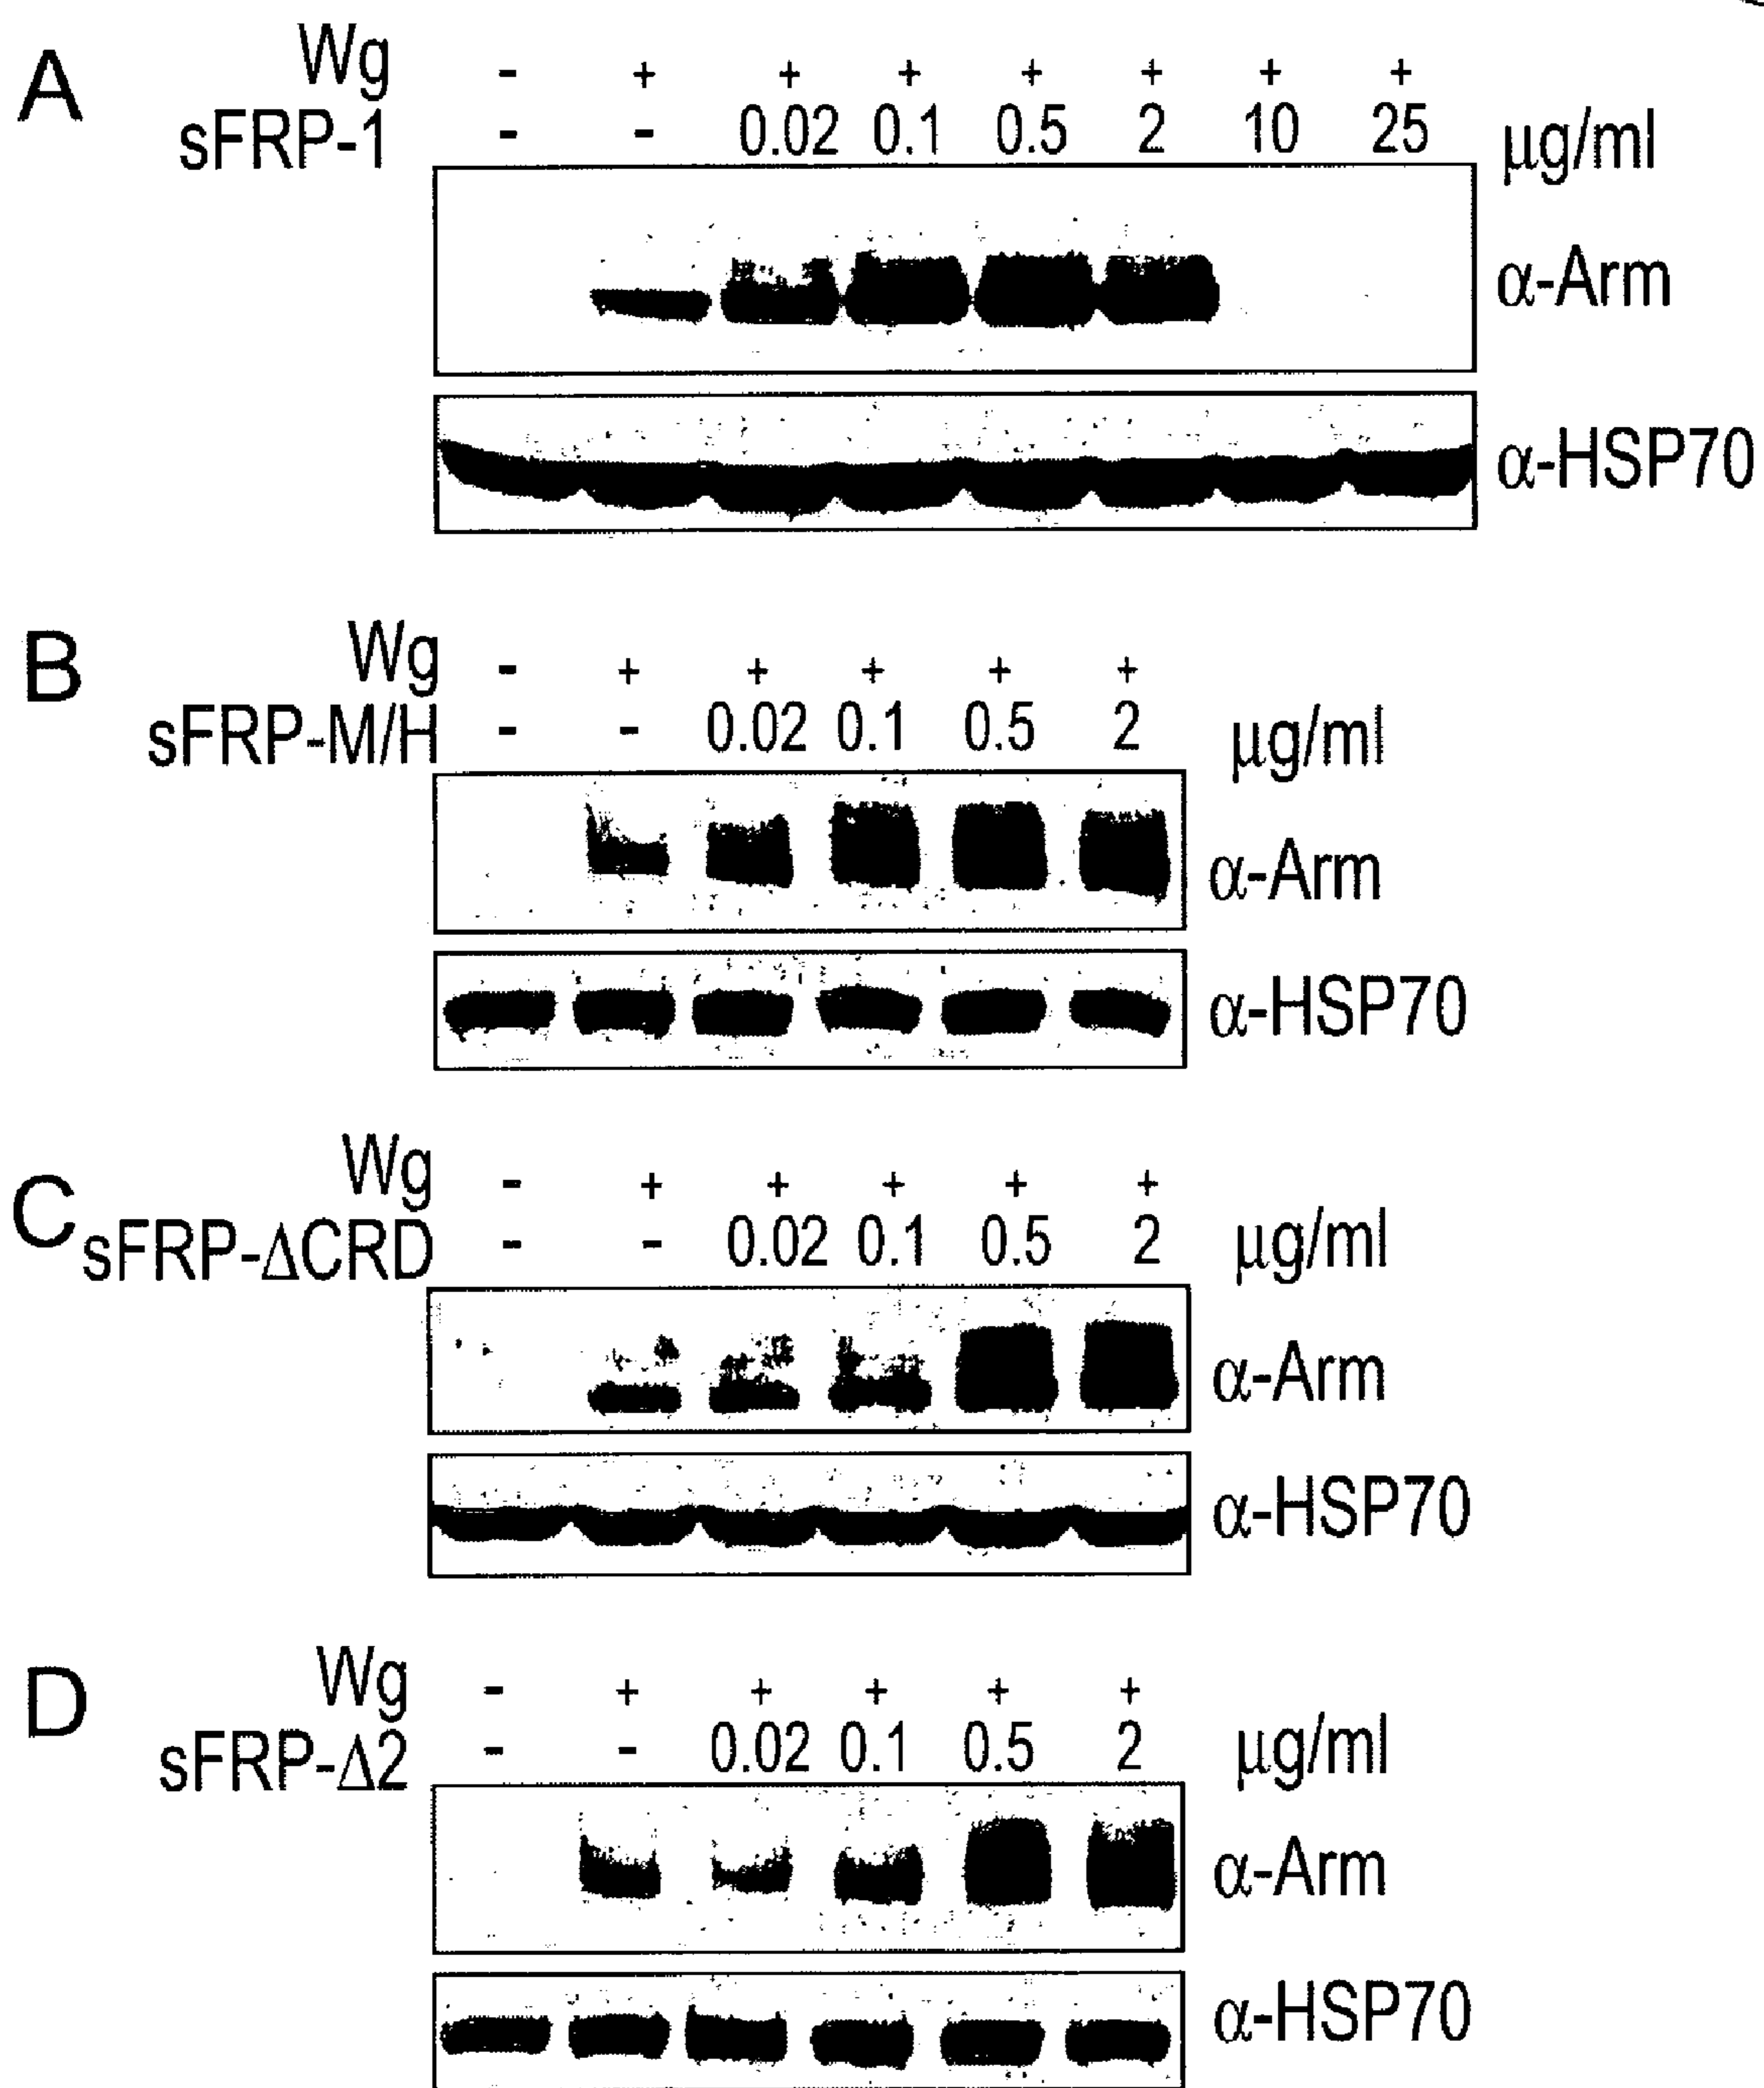 A Wg - + + + + + + +
sFRP-1 - - 0.02 0.1 0.5 2 10 25 μg/ml
α-Arm
α-HSP70
B Wg - + + + + +
sFRP-M/H - - 0.02 0.1 0.5 2 μg/ml
α-Arm
α-HSP70
C Wg - + + + + +
sFRP-ΔCRD - - 0.02 0.1 0.5 2 μg/ml
α-Arm
α-HSP70
D Wg - + + + + +
sFRP-Δ2 - - 0.02 0.1 0.5 2 μg/ml
α-Arm
α-HSP70